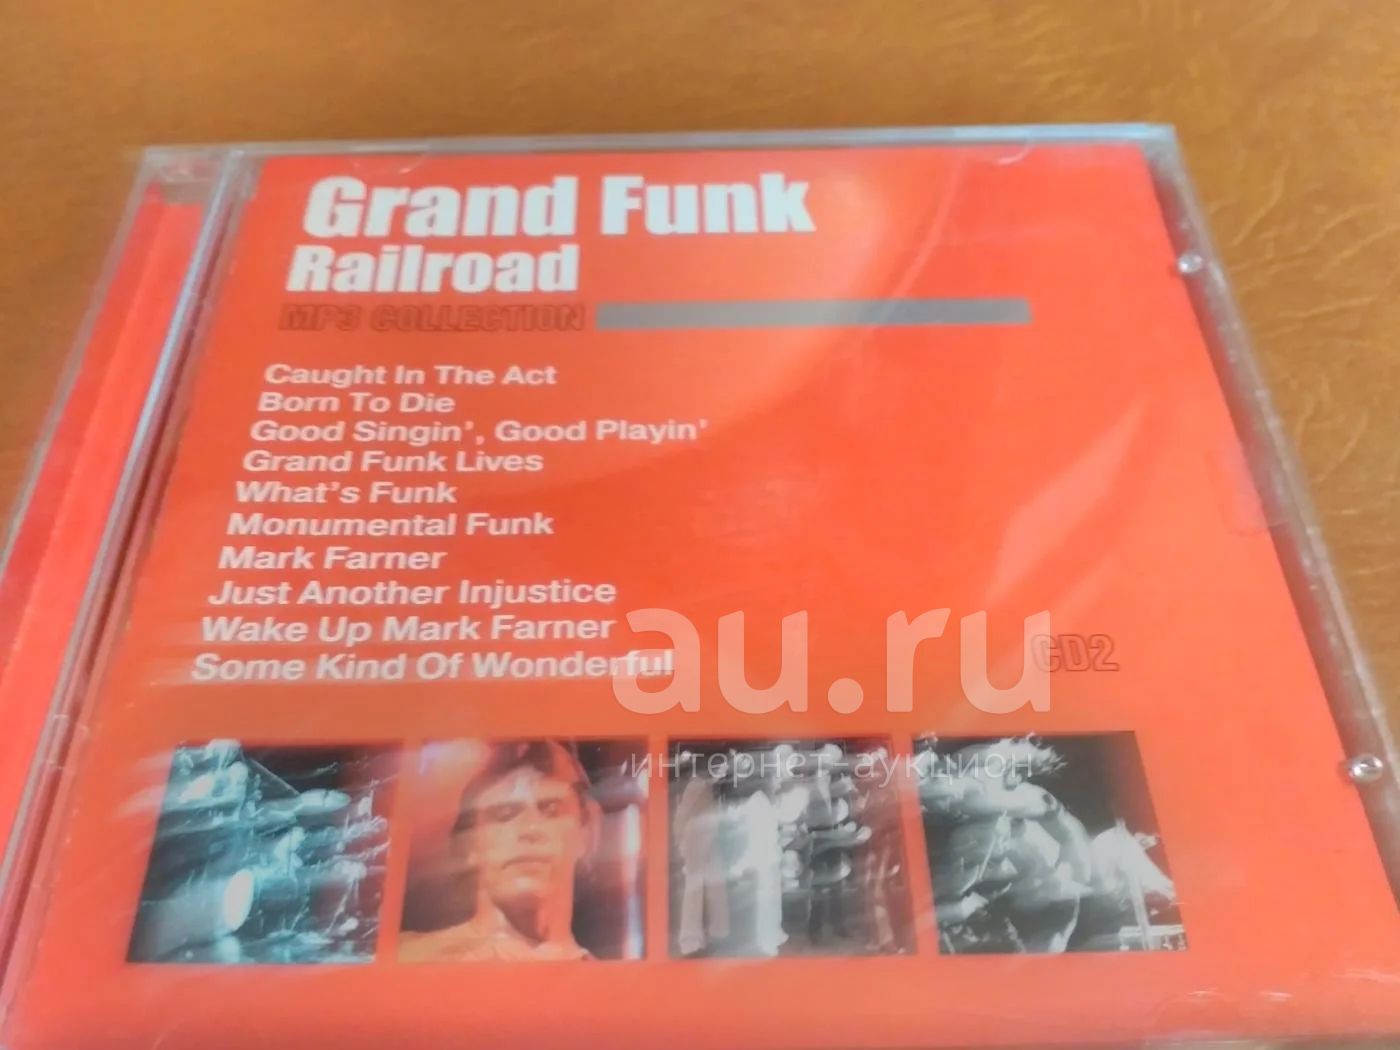 Grand Funk
Railroad
MP3 COLLECTION
Caught In The Act
Born To Die
Good Singin', Good Playin'
Grand Funk Lives
What's Funk
Monumental Funk
Mark Farner
Just Another Injustice
Wake Up Mark Farner
Some Kind Of Wonderful
au.ru
CD2
интернет-аукцион